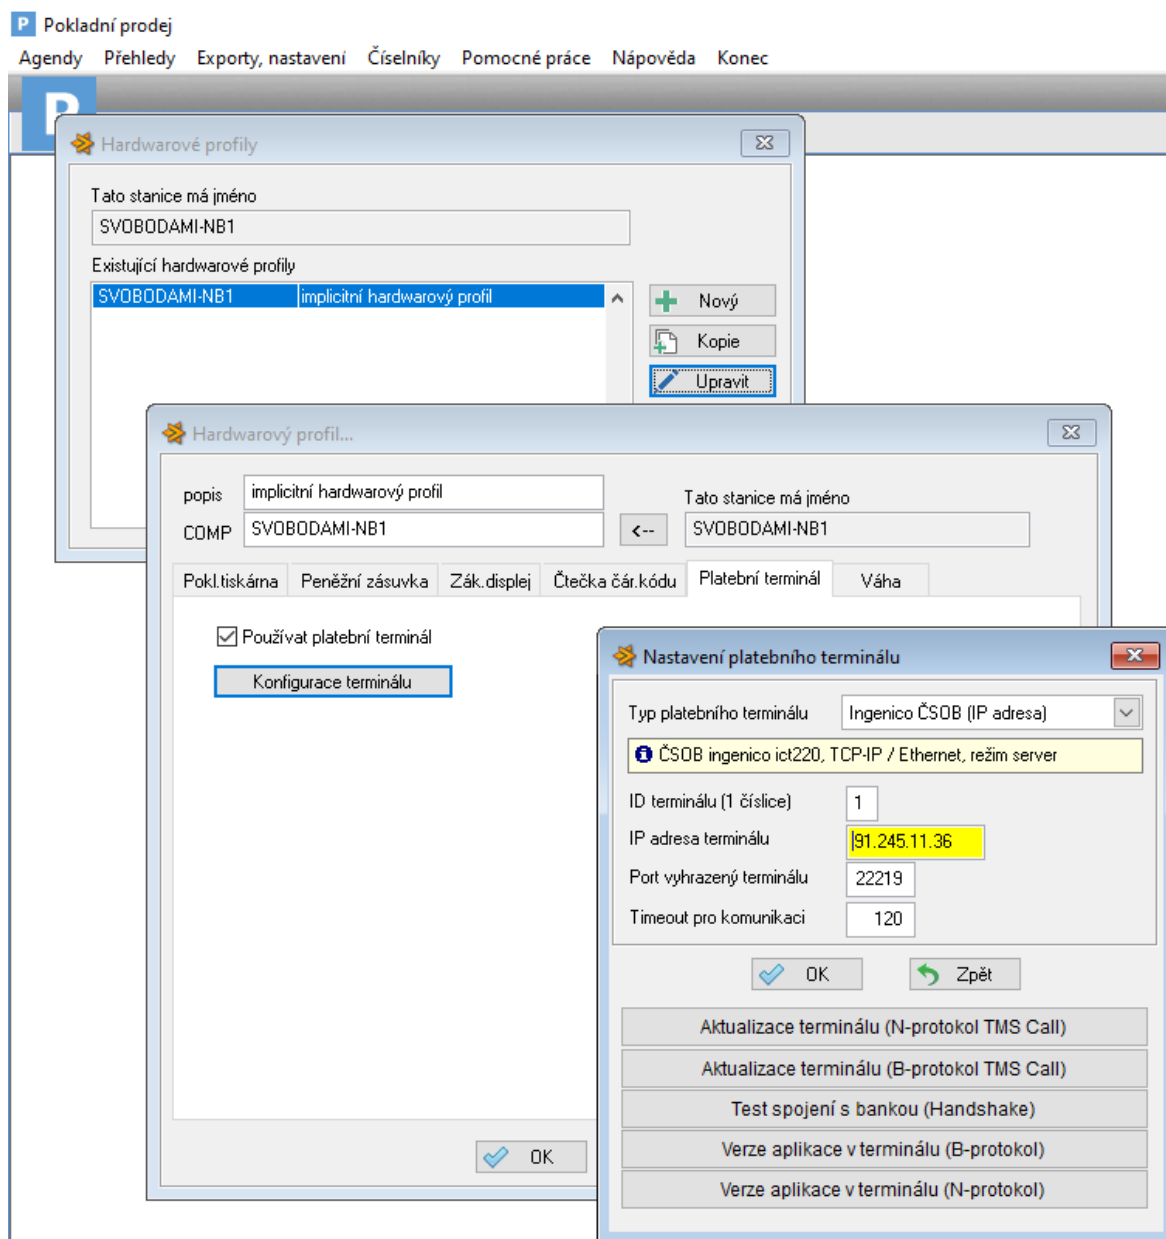 P Pokladní prodej
Agendy Přehledy Exporty, nastavení Číselníky Pomocné práce Nápověda Konec
P
Hardwarové profily
Tato stanice má jméno
SVOBODAMI-NB1
Existující hardwarové profily
SVOBODAMI-NB1 implicitní hardwarový profil
Nový
Kopie
Upravit
Hardwarový profil...
popis implicitní hardwarový profil
Tato stanice má jméno
COMP SVOBODAMI-NB1 <-- SVOBODAMI-NB1
Pokl.tiskárna Peněžní zásuvka Zák.displej Čtečka čár.kódu Platební terminál Váha
Používat platební terminál
Konfigurace terminálu
OK
Nastavení platebního terminálu
Typ platebního terminálu Ingenico ČSOB (IP adresa)
ČSOB ingenico ict220, TCP-IP / Ethernet, režim server
ID terminálu (1 číslice) 1
IP adresa terminálu 91.245.11.36
Port vyhrazený terminálu 22219
Timeout pro komunikaci 120
OK Zpět
Aktualizace terminálu (N-protokol TMS Call)
Aktualizace terminálu (B-protokol TMS Call)
Test spojení s bankou (Handshake)
Verze aplikace v terminálu (B-protokol)
Verze aplikace v terminálu (N-protokol)